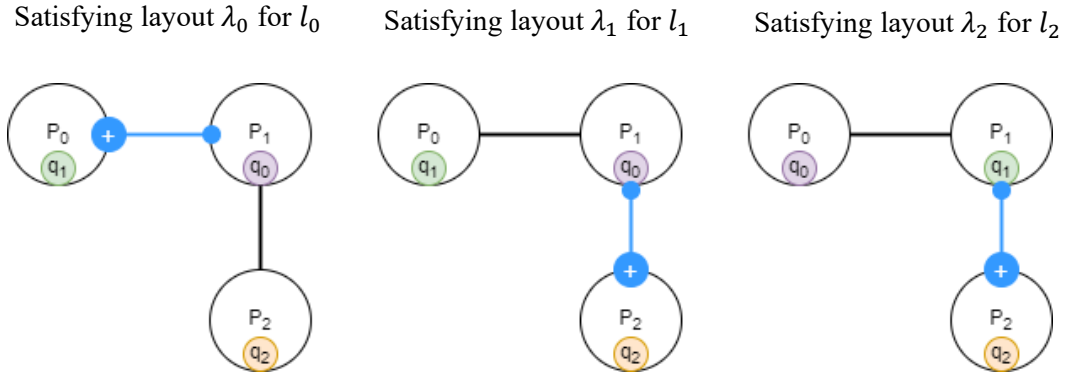 Satisfying layout λ₀ for l₀
Satisfying layout λ₁ for l₁
Satisfying layout λ₂ for l₂
P₀
+
P₁
q₁
q₀
P₂
q₂
P₀
P₁
q₁
q₀
+
P₂
q₂
P₀
P₁
q₀
q₁
+
P₂
q₂